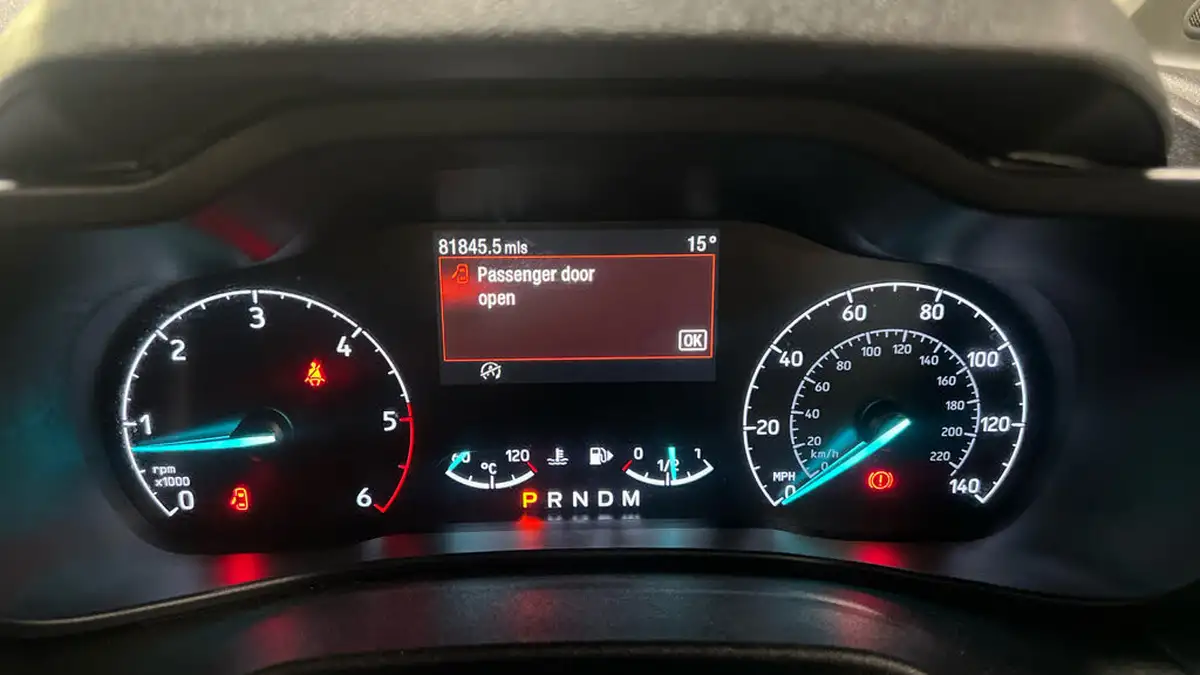 81845.5 mls 15°
Passenger door
open
OK
0 1 2 3 4 5 6
rpm
x1000
60 120
°C
0 1/2 1
P R N D M
0 20 40 60 80 100 120 140
MPH
0 20 40 60 80 100 120 140 160 180 200 220
km/h